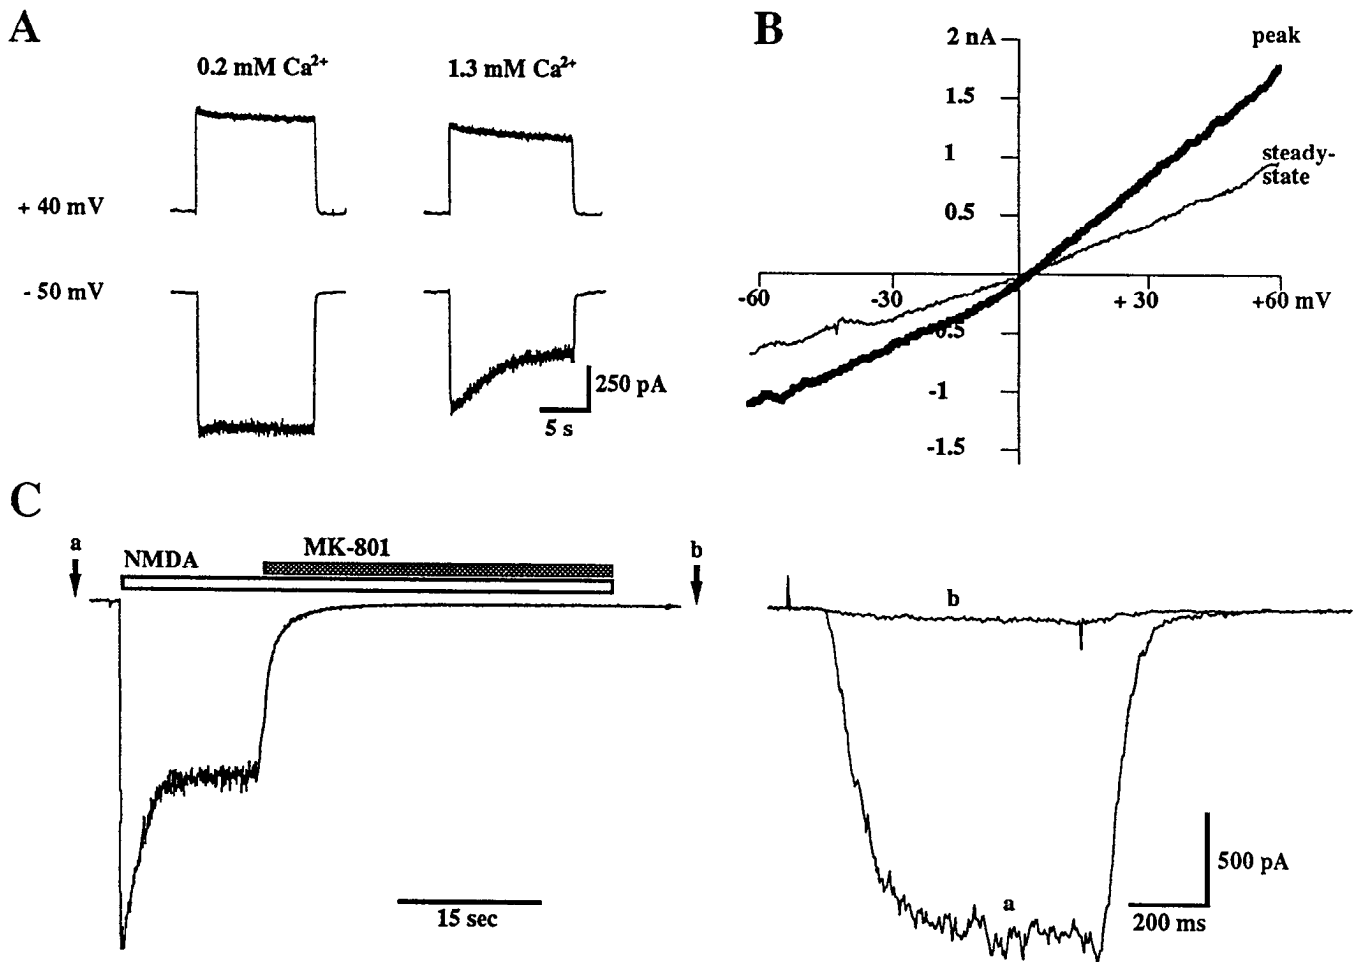 A
0.2 mM Ca²⁺
1.3 mM Ca²⁺
+ 40 mV
- 50 mV
250 pA
5 s
B
2 nA
peak
1.5
1
steady-
state
0.5
-60
-30
+ 30
+60 mV
-0.5
-1
-1.5
C
a
NMDA
MK-801
b
15 sec
b
a
500 pA
200 ms